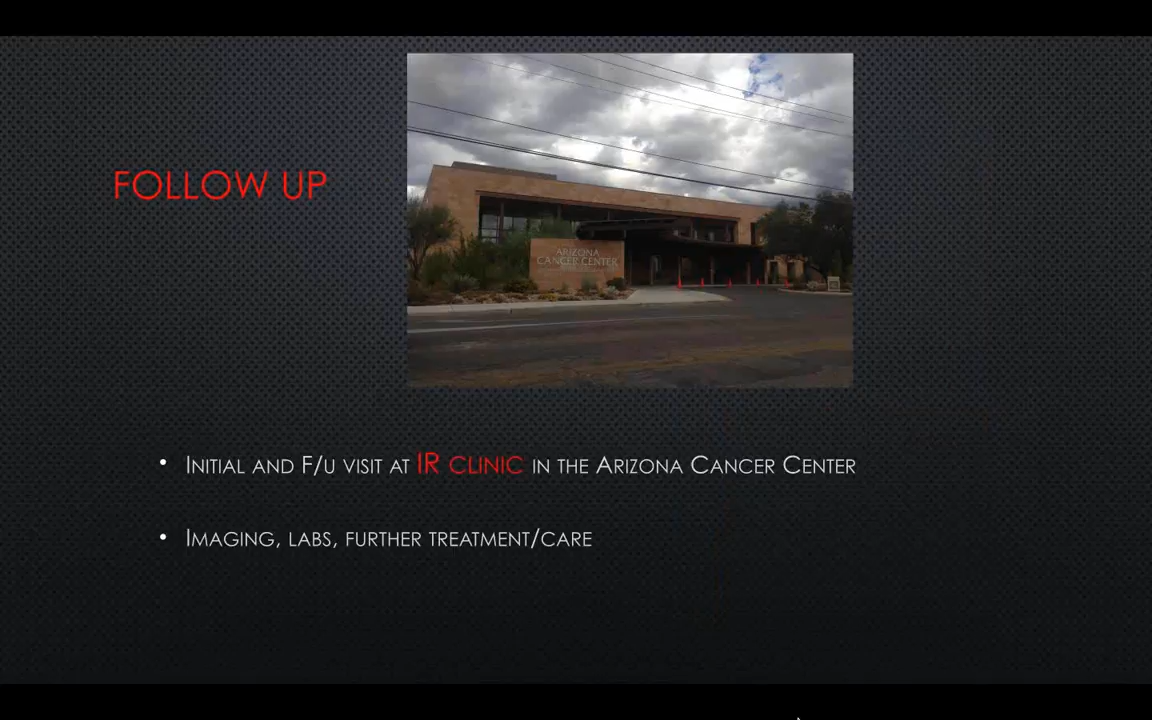 FOLLOW UP
ARIZONA
CANCER CENTER
INITIAL AND F/U VISIT AT IR CLINIC IN THE ARIZONA CANCER CENTER
IMAGING, LABS, FURTHER TREATMENT/CARE